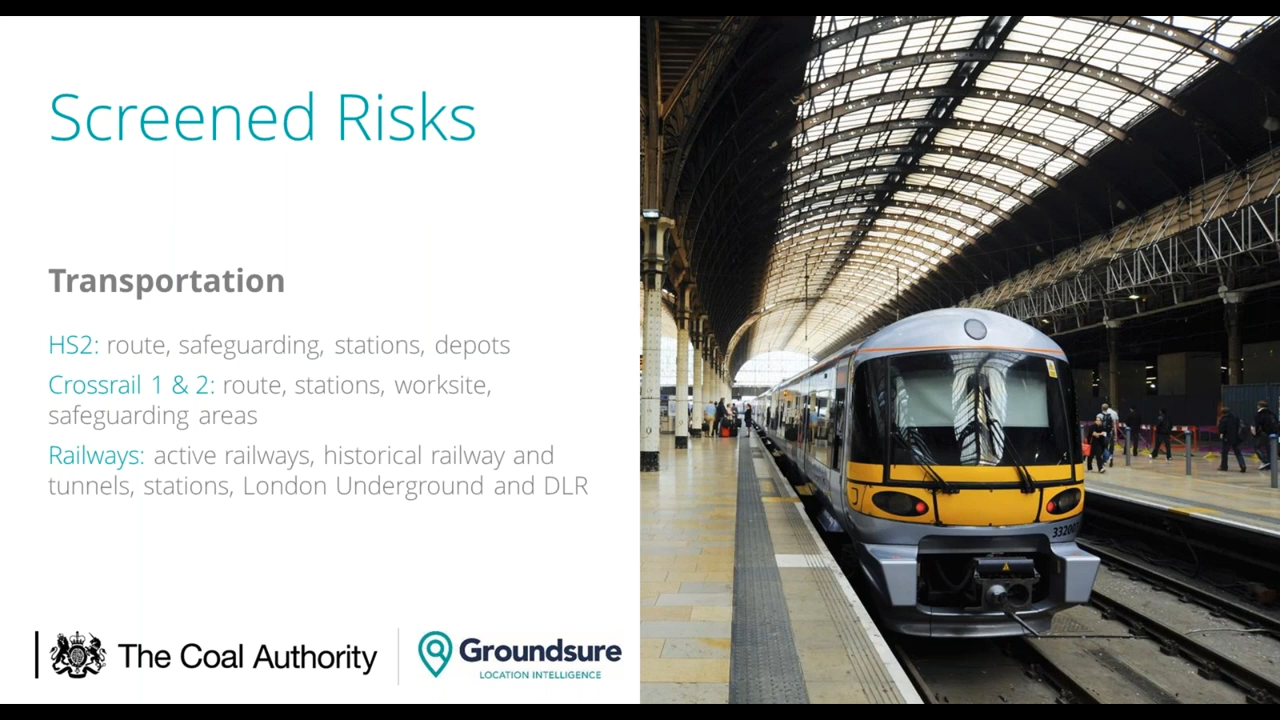 Screened Risks
Transportation
HS2: route, safeguarding, stations, depots
Crossrail 1 & 2: route, stations, worksite,
safeguarding areas
Railways: active railways, historical railway and
tunnels, stations, London Underground and DLR
The Coal Authority
Groundsure
LOCATION INTELLIGENCE